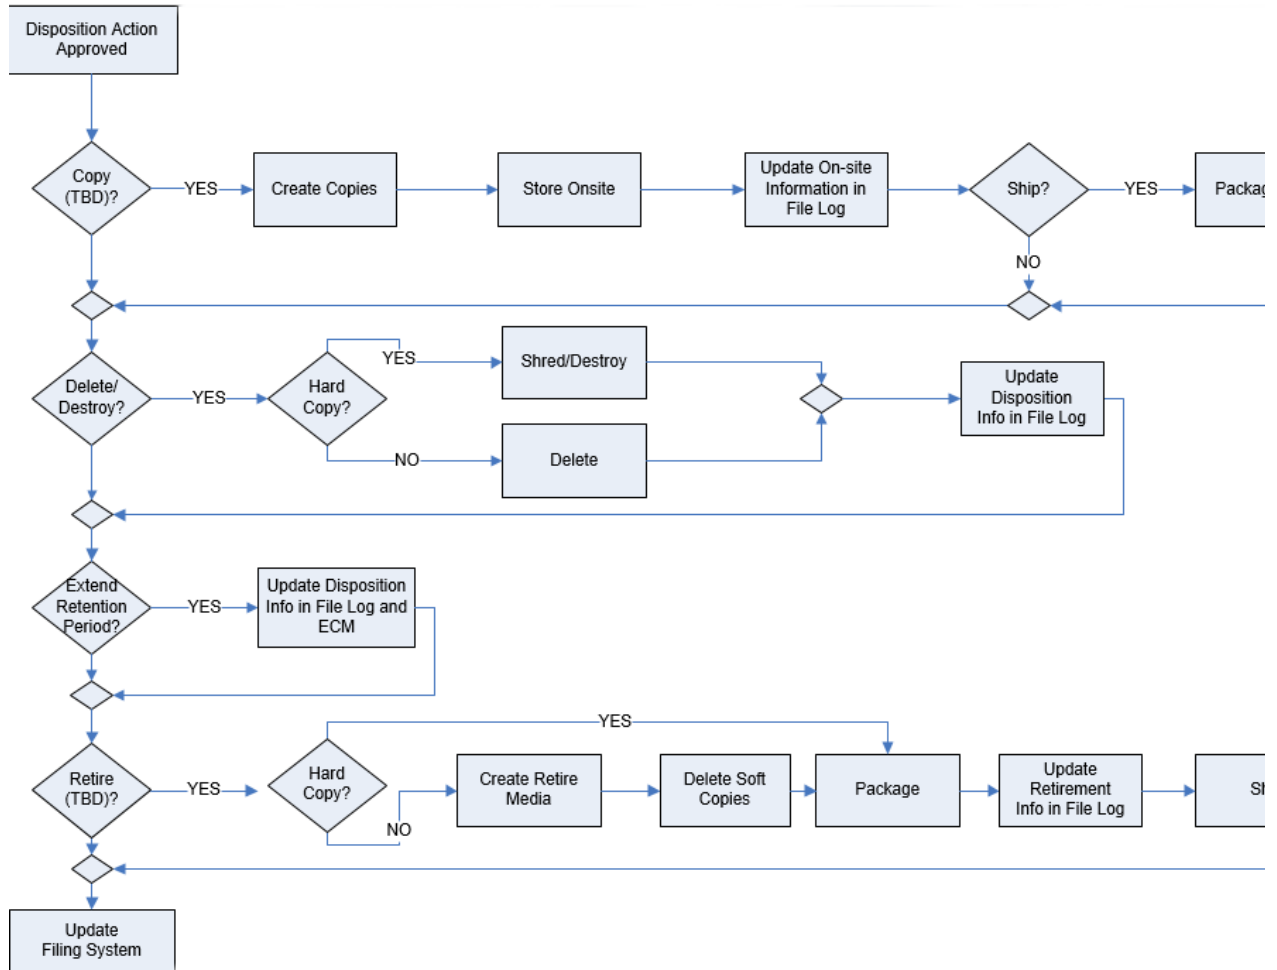 Disposition Action
Approved
Copy
(TBD)?
YES
Create Copies
Store Onsite
Update On-site
Information in
File Log
Ship?
YES
NO
Delete/
Destroy?
YES
Hard
Copy?
YES
Shred/Destroy
NO
Delete
Update
Disposition
Info in File Log
Extend
Retention
Period?
YES
Update Disposition
Info in File Log and
ECM
Retire
(TBD)?
YES
Hard
Copy?
YES
NO
Create Retire
Media
Delete Soft
Copies
Package
Update
Retirement
Info in File Log
Update
Filing System